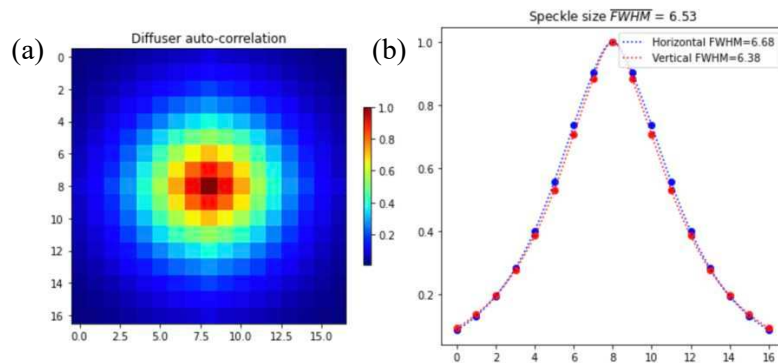 (a)
Diffuser auto-correlation
0
2
4
6
8
10
12
14
16
0.0 2.5 5.0 7.5 10.0 12.5 15.0
1.0
0.8
0.6
0.4
0.2
(b)
Speckle size FWHM = 6.53
Horizontal FWHM=6.68
Vertical FWHM=6.38
1.0
0.8
0.6
0.4
0.2
0 2 4 6 8 10 12 14 16